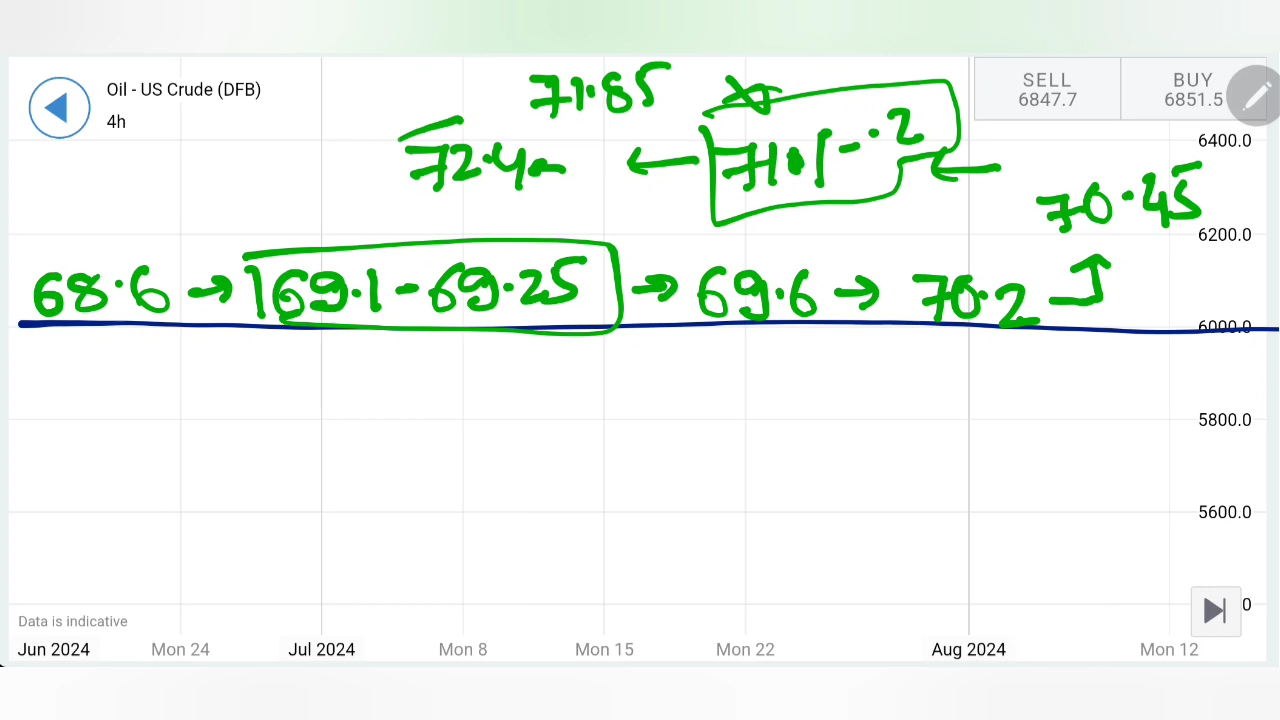 Oil - US Crude (DFB)
4h
SELL
6847.7
BUY
6851.5
71.85
72.4
71.1 - .2
70.45
68.6 → 69.1 - 69.25 → 69.6 → 70.2
6400.0
6200.0
6000.0
5800.0
5600.0
0
Data is indicative
Jun 2024 Mon 24 Jul 2024 Mon 8 Mon 15 Mon 22 Aug 2024 Mon 12